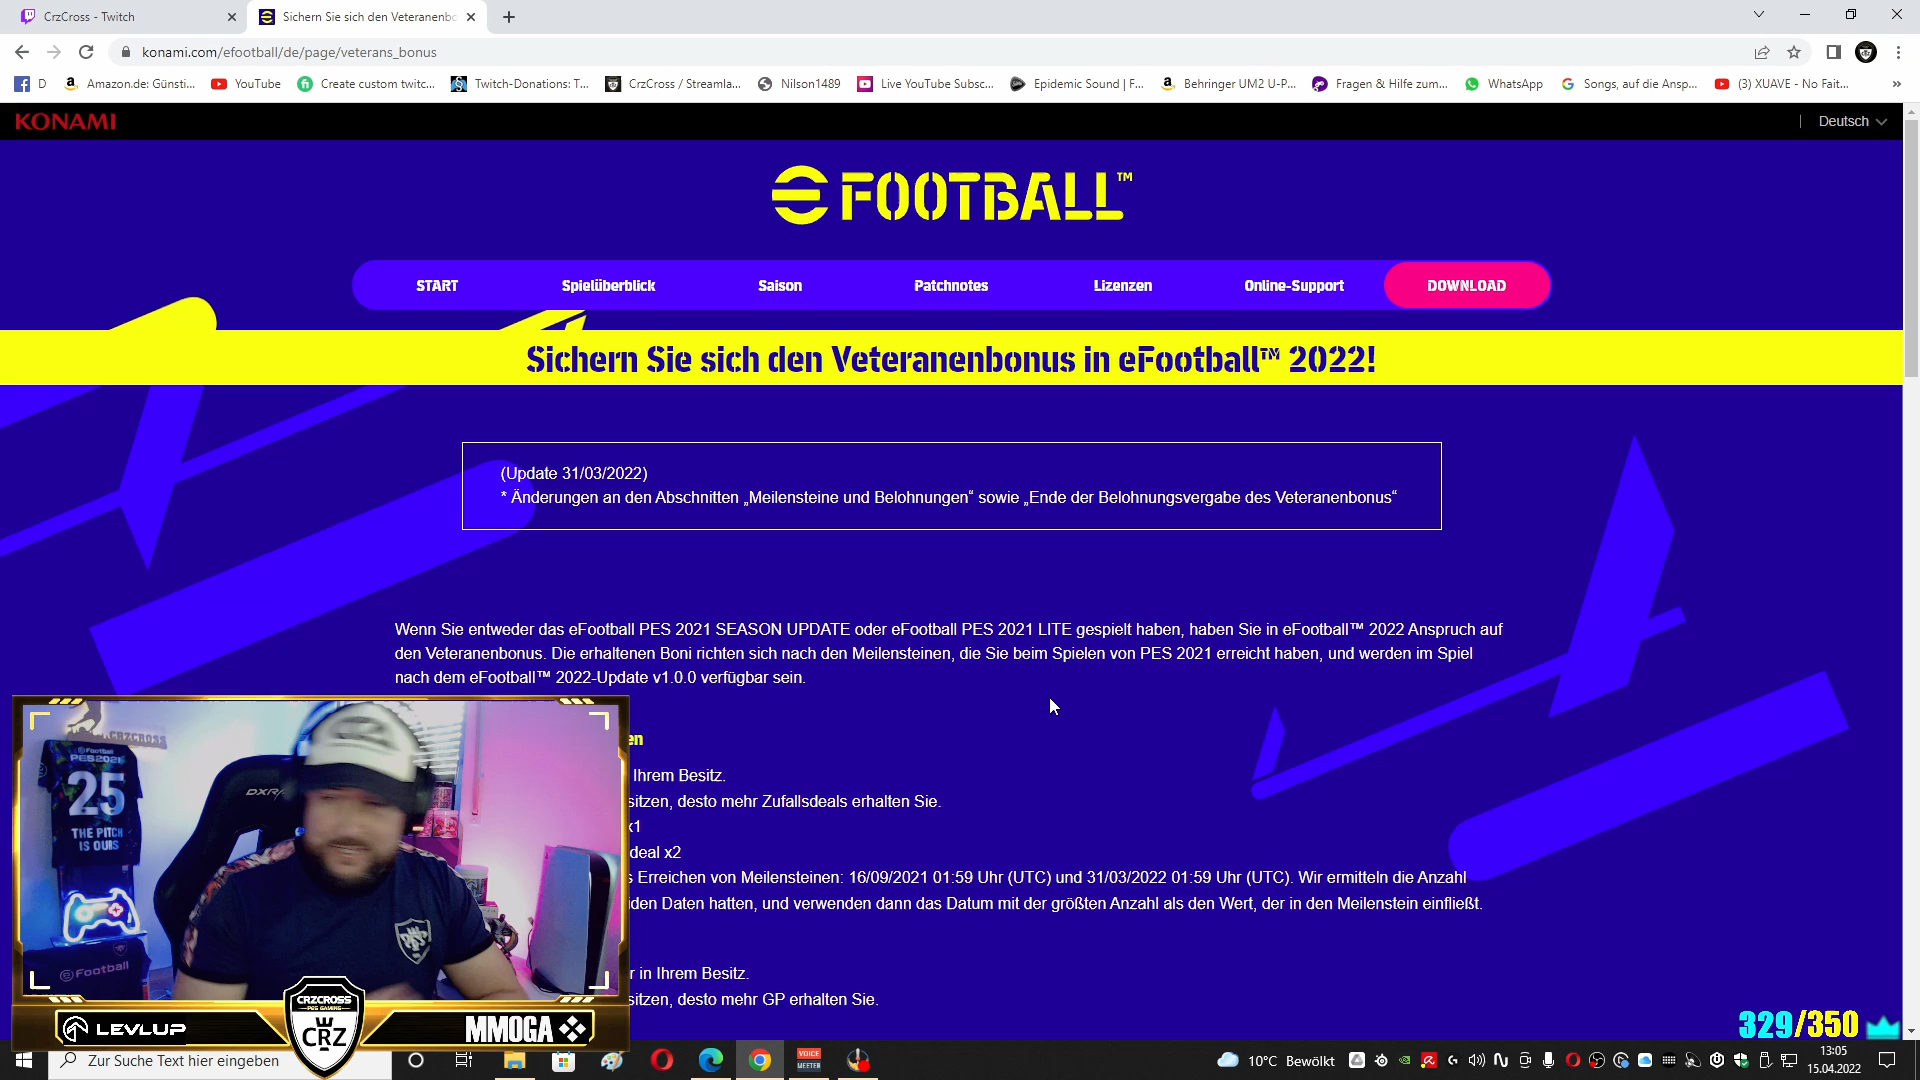 CrzCross - Twitch
Sichern Sie sich den Veteranenbo
konami.com/efootball/de/page/veterans_bonus
D
Amazon.de: Günsti...
YouTube
Create custom twitc...
Twitch-Donations: T...
CrzCross / Streamla...
Nilson1489
Live YouTube Subsc...
Epidemic Sound | F...
Behringer UM2 U-P...
Fragen & Hilfe zum...
WhatsApp
Songs, auf die Ansp...
(3) XUAVE - No Fait...
KONAMI
Deutsch
FOOTBALL™
START
Spielüberblick
Saison
Patchnotes
Lizenzen
Online-Support
DOWNLOAD
Sichern Sie sich den Veteranenbonus in eFootball™ 2022!
(Update 31/03/2022)
* Änderungen an den Abschnitten „Meilensteine und Belohnungen“ sowie „Ende der Belohnungsvergabe des Veteranenbonus“
Wenn Sie entweder das eFootball PES 2021 SEASON UPDATE oder eFootball PES 2021 LITE gespielt haben, haben Sie in eFootball™ 2022 Anspruch auf
den Veteranenbonus. Die erhaltenen Boni richten sich nach den Meilensteinen, die Sie beim Spielen von PES 2021 erreicht haben, und werden im Spiel
nach dem eFootball™ 2022-Update v1.0.0 verfügbar sein.
en
Ihrem Besitz.
sitzen, desto mehr Zufallsdeals erhalten Sie.
x1
deal x2
s Erreichen von Meilensteinen: 16/09/2021 01:59 Uhr (UTC) und 31/03/2022 01:59 Uhr (UTC). Wir ermitteln die Anzahl
iden Daten hatten, und verwenden dann das Datum mit der größten Anzahl als den Wert, der in den Meilenstein einfließt.
r in Ihrem Besitz.
sitzen, desto mehr GP erhalten Sie.
CRZCROSS
eFootball
PES2021
25
THE PITCH
IS OURS
DXR
eFootball
LEVLUP
CRZCROSS
PES GAMING
CRZ
MMOGA
329/350
Zur Suche Text hier eingeben
VOICE
MEETER
10°C Bewölkt
13:05
15.04.2022